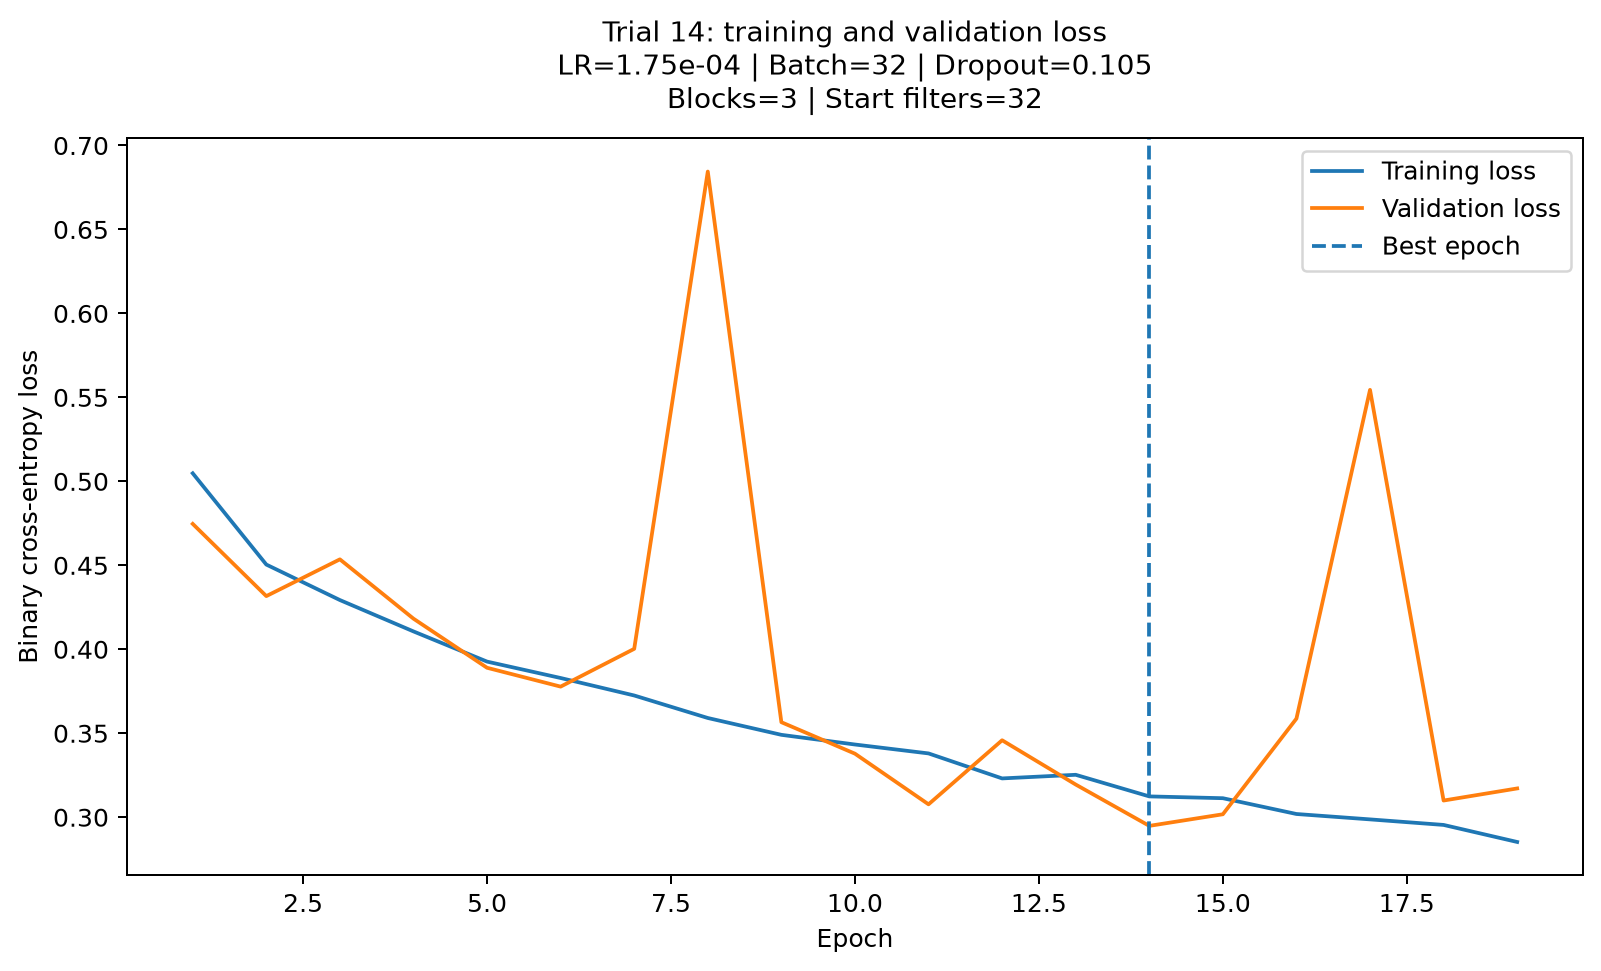 Trial 14: training and validation loss
LR=1.75e-04 | Batch=32 | Dropout=0.105
Blocks=3 | Start filters=32
Training loss
Validation loss
Best epoch
Binary cross-entropy loss
0.70
0.65
0.60
0.55
0.50
0.45
0.40
0.35
0.30
2.5
5.0
7.5
10.0
12.5
15.0
17.5
Epoch